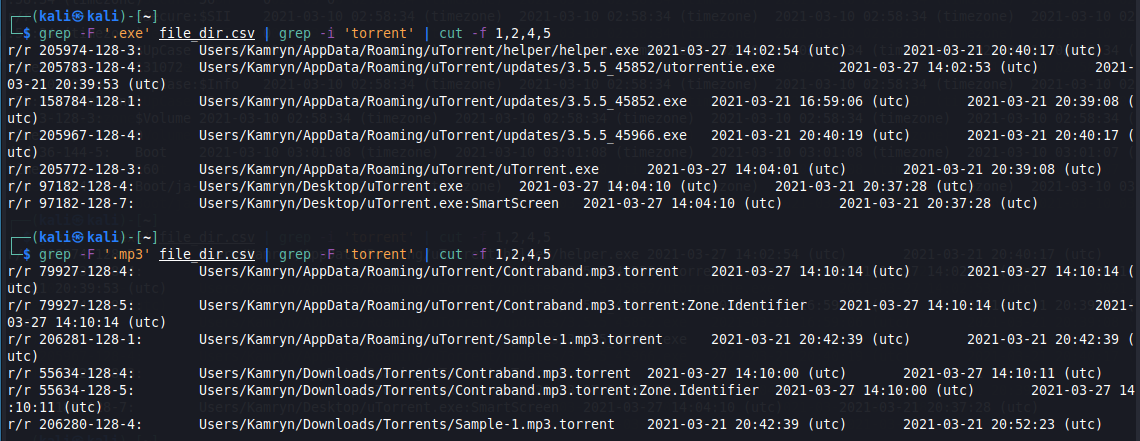 ┌──(kali㉿kali)-[~]
└─$ grep -F '.exe' file_dir.csv | grep -i 'torrent' | cut -f 1,2,4,5
r/r 205974-128-3:       Users/Kamryn/AppData/Roaming/uTorrent/helper/helper.exe 2021-03-27 14:02:54 (utc)       2021-03-21 20:40:17 (utc)
r/r 205783-128-4:       Users/Kamryn/AppData/Roaming/uTorrent/updates/3.5.5_45852/utorrentie.exe        2021-03-27 14:02:53 (utc)       2021-
03-21 20:39:53 (utc)
r/r 158784-128-1:       Users/Kamryn/AppData/Roaming/uTorrent/updates/3.5.5_45852.exe   2021-03-21 16:59:06 (utc)       2021-03-21 20:39:08 (
utc)
r/r 205967-128-4:       Users/Kamryn/AppData/Roaming/uTorrent/updates/3.5.5_45966.exe   2021-03-21 20:40:19 (utc)       2021-03-21 20:40:17 (
utc)
r/r 205772-128-3:       Users/Kamryn/AppData/Roaming/uTorrent/uTorrent.exe      2021-03-27 14:04:01 (utc)       2021-03-21 20:39:08 (utc)
r/r 97182-128-4:        Users/Kamryn/Desktop/uTorrent.exe       2021-03-27 14:04:10 (utc)       2021-03-21 20:37:28 (utc)
r/r 97182-128-7:        Users/Kamryn/Desktop/uTorrent.exe:SmartScreen   2021-03-27 14:04:10 (utc)       2021-03-21 20:37:28 (utc)
┌──(kali㉿kali)-[~]
└─$ grep -F '.mp3' file_dir.csv | grep -F 'torrent' | cut -f 1,2,4,5
r/r 79927-128-4:        Users/Kamryn/AppData/Roaming/uTorrent/Contraband.mp3.torrent    2021-03-27 14:10:14 (utc)       2021-03-27 14:10:14 (
utc)
r/r 79927-128-5:        Users/Kamryn/AppData/Roaming/uTorrent/Contraband.mp3.torrent:Zone.Identifier    2021-03-27 14:10:14 (utc)       2021-
03-27 14:10:14 (utc)
r/r 206281-128-1:       Users/Kamryn/AppData/Roaming/uTorrent/Sample-1.mp3.torrent      2021-03-21 20:42:39 (utc)       2021-03-21 20:42:39 (
utc)
r/r 55634-128-4:        Users/Kamryn/Downloads/Torrents/Contraband.mp3.torrent  2021-03-27 14:10:00 (utc)       2021-03-27 14:10:11 (utc)
r/r 55634-128-5:        Users/Kamryn/Downloads/Torrents/Contraband.mp3.torrent:Zone.Identifier  2021-03-27 14:10:00 (utc)       2021-03-27 14
:10:11 (utc)
r/r 206280-128-4:       Users/Kamryn/Downloads/Torrents/Sample-1.mp3.torrent    2021-03-21 20:42:39 (utc)       2021-03-21 20:52:23 (utc)